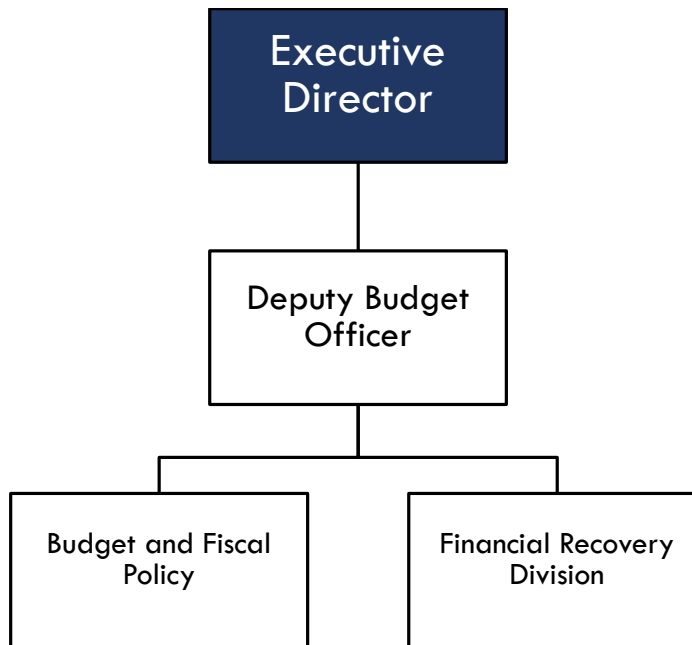 Executive
Director
Deputy Budget
Officer
Budget and Fiscal
Policy
Financial Recovery
Division